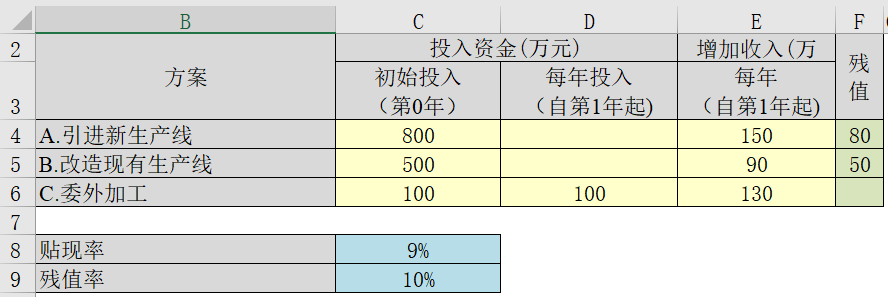 B C D E F
2 投入资金(万元) 增加收入(万
方案 残值
3 初始投入 每年投入 每年
（第0年） （自第1年起) （自第1年起)
4 A.引进新生产线 800 150 80
5 B.改造现有生产线 500 90 50
6 C.委外加工 100 100 130
7
8 贴现率 9%
9 残值率 10%